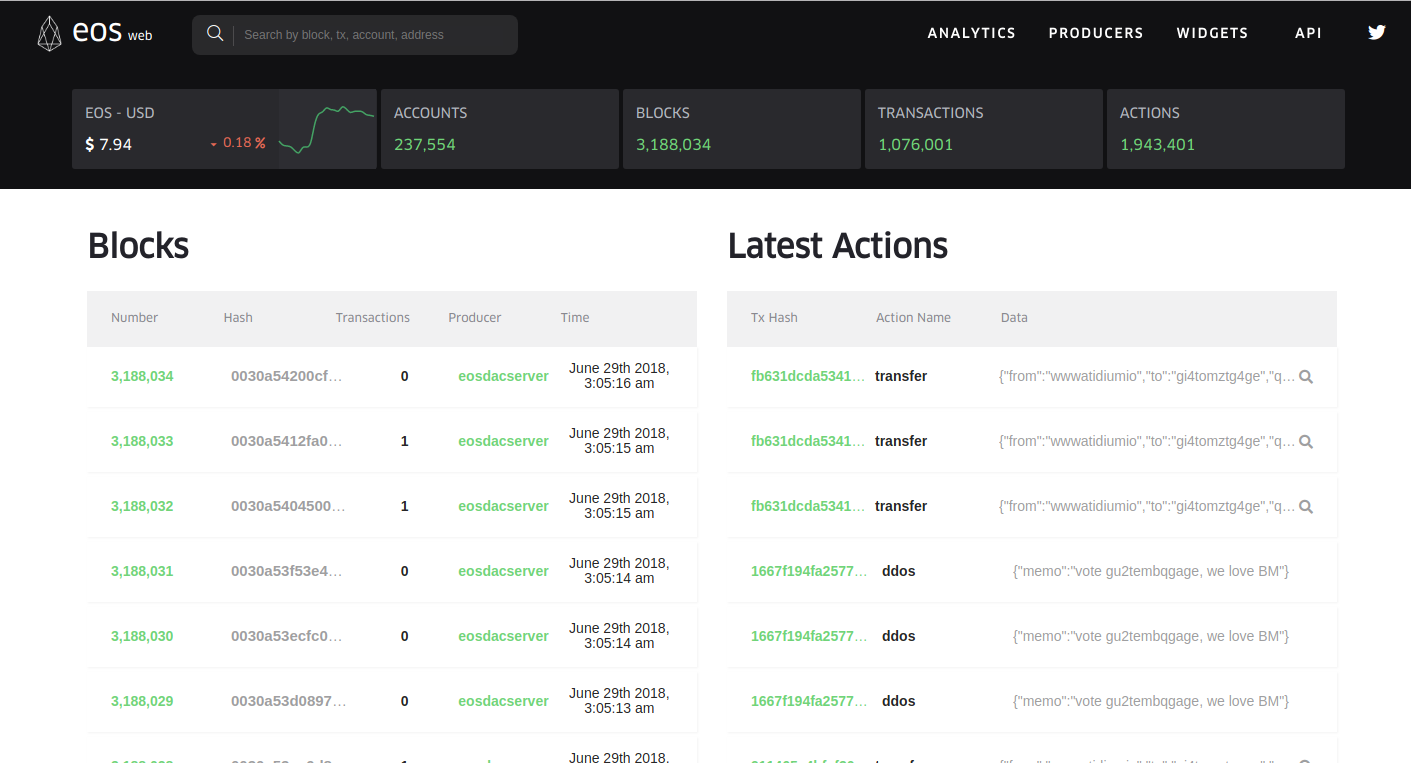 eos web
Search by block, tx, account, address
ANALYTICS PRODUCERS WIDGETS API
EOS - USD
$ 7.94 0.18 %
ACCOUNTS
237,554
BLOCKS
3,188,034
TRANSACTIONS
1,076,001
ACTIONS
1,943,401
Blocks
Number Hash Transactions Producer Time
3,188,034 0030a54200cf... 0 eosdacserver June 29th 2018,
3:05:16 am
3,188,033 0030a5412fa0... 1 eosdacserver June 29th 2018,
3:05:15 am
3,188,032 0030a5404500... 1 eosdacserver June 29th 2018,
3:05:15 am
3,188,031 0030a53f53e4... 0 eosdacserver June 29th 2018,
3:05:14 am
3,188,030 0030a53ecfc0... 0 eosdacserver June 29th 2018,
3:05:14 am
3,188,029 0030a53d0897... 0 eosdacserver June 29th 2018,
3:05:13 am
June 29th 2018,
Latest Actions
Tx Hash Action Name Data
fb631dcda5341... transfer {"from":"wwwatidiumio","to":"gi4tomztg4ge","q...
fb631dcda5341... transfer {"from":"wwwatidiumio","to":"gi4tomztg4ge","q...
fb631dcda5341... transfer {"from":"wwwatidiumio","to":"gi4tomztg4ge","q...
1667f194fa2577... ddos {"memo":"vote gu2tembqgage, we love BM"}
1667f194fa2577... ddos {"memo":"vote gu2tembqgage, we love BM"}
1667f194fa2577... ddos {"memo":"vote gu2tembqgage, we love BM"}